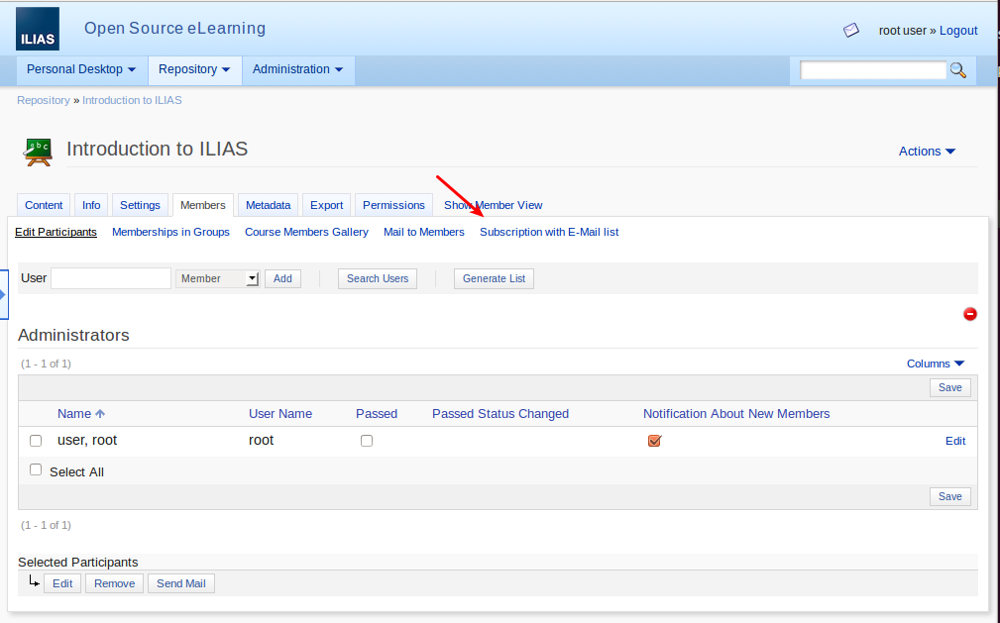 ILIAS
Open Source eLearning
root user » Logout
Personal Desktop Repository Administration
Repository » Introduction to ILIAS
a b c
Introduction to ILIAS
Actions
Content Info Settings Members Metadata Export Permissions Show Member View
Edit Participants Memberships in Groups Course Members Gallery Mail to Members Subscription with E-Mail list
User Member Add Search Users Generate List
Administrators
(1 - 1 of 1) Columns
Save
Name User Name Passed Passed Status Changed Notification About New Members
user, root root Edit
Select All
Save
(1 - 1 of 1)
Selected Participants
Edit Remove Send Mail